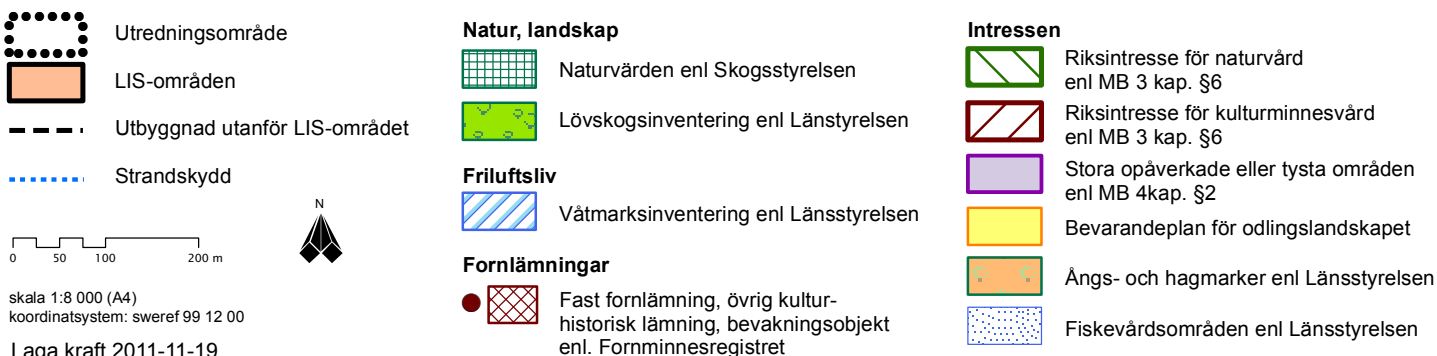 Utredningsområde
LIS-områden
Utbyggnad utanför LIS-området
Strandskydd
N
0 50 100 200 m
skala 1:8 000 (A4)
koordinatsystem: sweref 99 12 00
Laga kraft 2011-11-19
Natur, landskap
Naturvärden enl Skogsstyrelsen
Lövskogsinventering enl Länstyrelsen
Friluftsliv
Våtmarksinventering enl Länsstyrelsen
Fornlämningar
Fast fornlämning, övrig kultur-
historisk lämning, bevakningsobjekt
enl. Fornminnesregistret
Intressen
Riksintresse för naturvård
enl MB 3 kap. §6
Riksintresse för kulturminnesvård
enl MB 3 kap. §6
Stora opåverkade eller tysta områden
enl MB 4kap. §2
Bevarandeplan för odlingslandskapet
Ångs- och hagmarker enl Länsstyrelsen
Fiskevårdsområden enl Länsstyrelsen